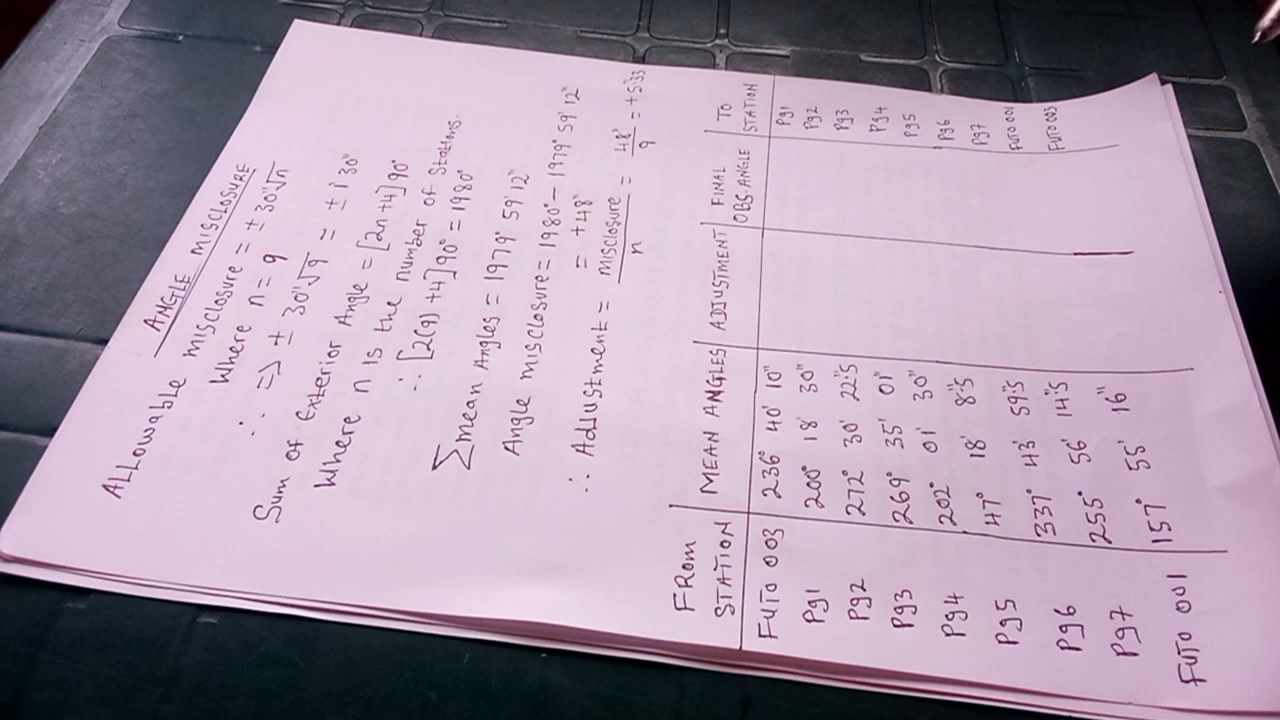 ANGLE MISCLOSURE
ALLOWABLE MISCLOSURE = ± 30"√n
Where n = 9
∴ => ± 30"√9 = ± 1' 30"
Sum of Exterior Angle = [2n+4]90°
Where n is the number of Stations.
∴ [2(9)+4]90° = 1980°
∑mean Angles = 1979° 59' 12"
Angle misclosure = 1980° - 1979° 59' 12"
= +48"
∴ Adjustment = misclosure/n = 48"/9 = +5.33"
FROM STATION | MEAN ANGLES | ADJUSTMENT | FINAL OBS. ANGLE | TO STATION
FUTO 003 236° 40' 10" Pg1
Pg1 200° 18' 30" Pg2
Pg2 272° 30' 22".5 Pg3
Pg3 269° 35' 01" Pg4
Pg4 202° 01' 30" Pg5
Pg5 47° 18' 8".5 Pg6
Pg6 337° 43' 59".5 Pg7
Pg7 255° 56' 14".5 FUTO 001
FUTO 001 157° 55' 16" FUTO 003